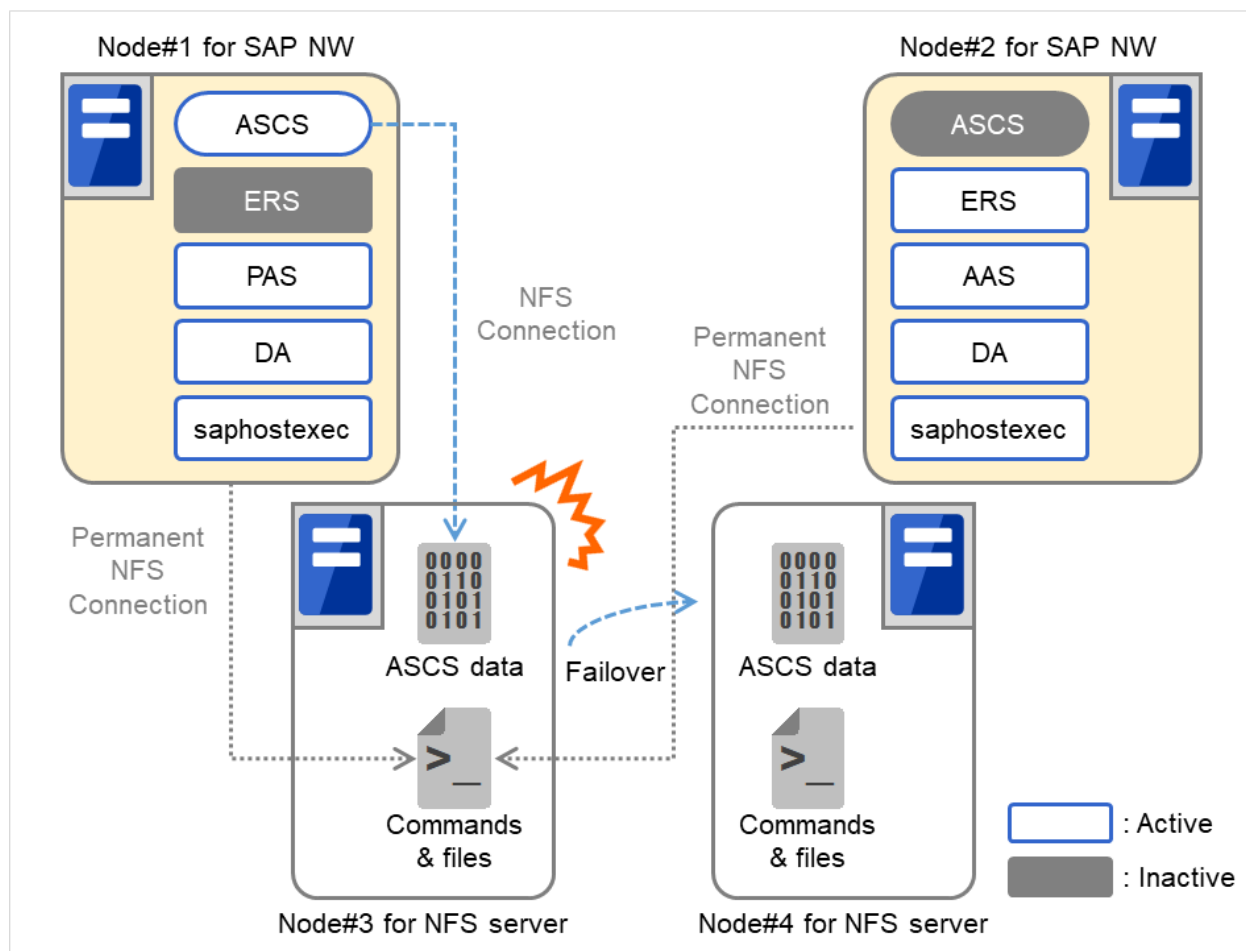 Node#1 for SAP NW
ASCS
ERS
PAS
DA
saphostexec
Node#2 for SAP NW
ASCS
ERS
AAS
DA
saphostexec
NFS
Connection
Permanent
NFS
Connection
Permanent
NFS
Connection
0000
0110
0101
0101
ASCS data
Failover
0000
0110
0101
0101
ASCS data
>_
Commands
& files
>_
Commands
& files
Node#3 for NFS server
Node#4 for NFS server
: Active
: Inactive